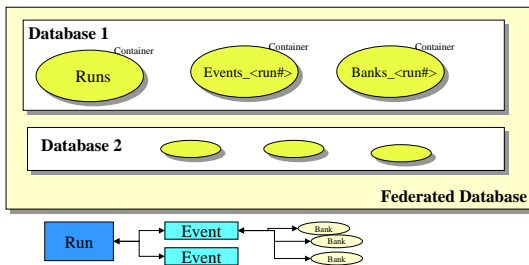 Database 1
Container
Container
Container
Runs
Events_<run#>
Banks_<run#>
Database 2
Federated Database
Run
Event
Event
Bank
Bank
Bank